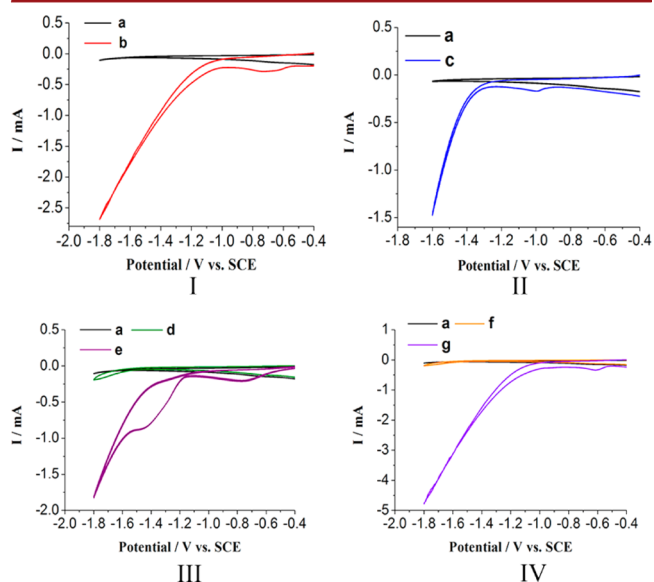 a
b
0.5
0.0
-0.5
-1.0
-1.5
-2.0
-2.5
I / mA
-2.0 -1.8 -1.6 -1.4 -1.2 -1.0 -0.8 -0.6 -0.4
Potential / V vs. SCE
I
a
c
0.5
0.0
-0.5
-1.0
-1.5
I / mA
-1.8 -1.6 -1.4 -1.2 -1.0 -0.8 -0.6 -0.4
Potential / V vs. SCE
II
a d
e
0.5
0.0
-0.5
-1.0
-1.5
-2.0
I / mA
-2.0 -1.8 -1.6 -1.4 -1.2 -1.0 -0.8 -0.6 -0.4
Potential / V vs. SCE
III
a f
g
1
0
-1
-2
-3
-4
-5
I / mA
-2.0 -1.8 -1.6 -1.4 -1.2 -1.0 -0.8 -0.6 -0.4
Potential / V vs. SCE
IV